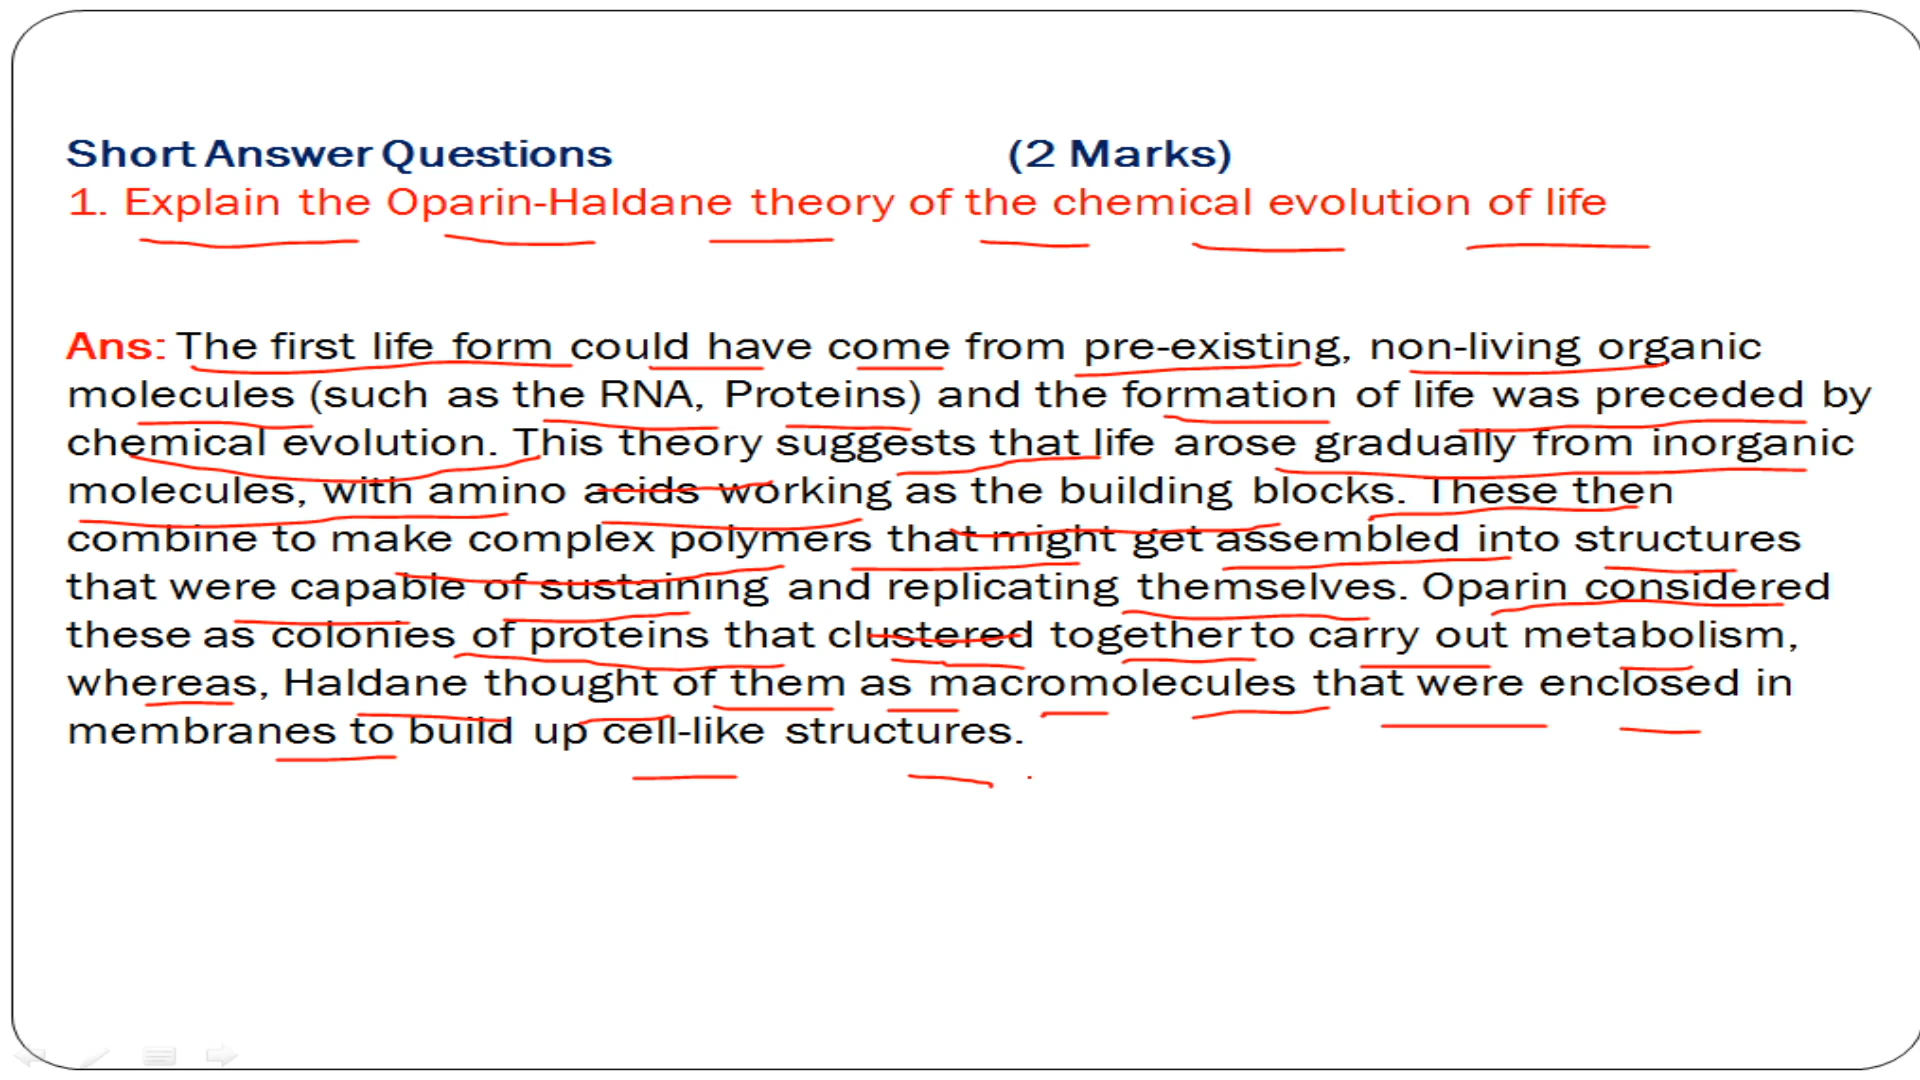 Short Answer Questions (2 Marks)
1. Explain the Oparin-Haldane theory of the chemical evolution of life
Ans: The first life form could have come from pre-existing, non-living organic
molecules (such as the RNA, Proteins) and the formation of life was preceded by
chemical evolution. This theory suggests that life arose gradually from inorganic
molecules, with amino acids working as the building blocks. These then
combine to make complex polymers that might get assembled into structures
that were capable of sustaining and replicating themselves. Oparin considered
these as colonies of proteins that clustered together to carry out metabolism,
whereas, Haldane thought of them as macromolecules that were enclosed in
membranes to build up cell-like structures.